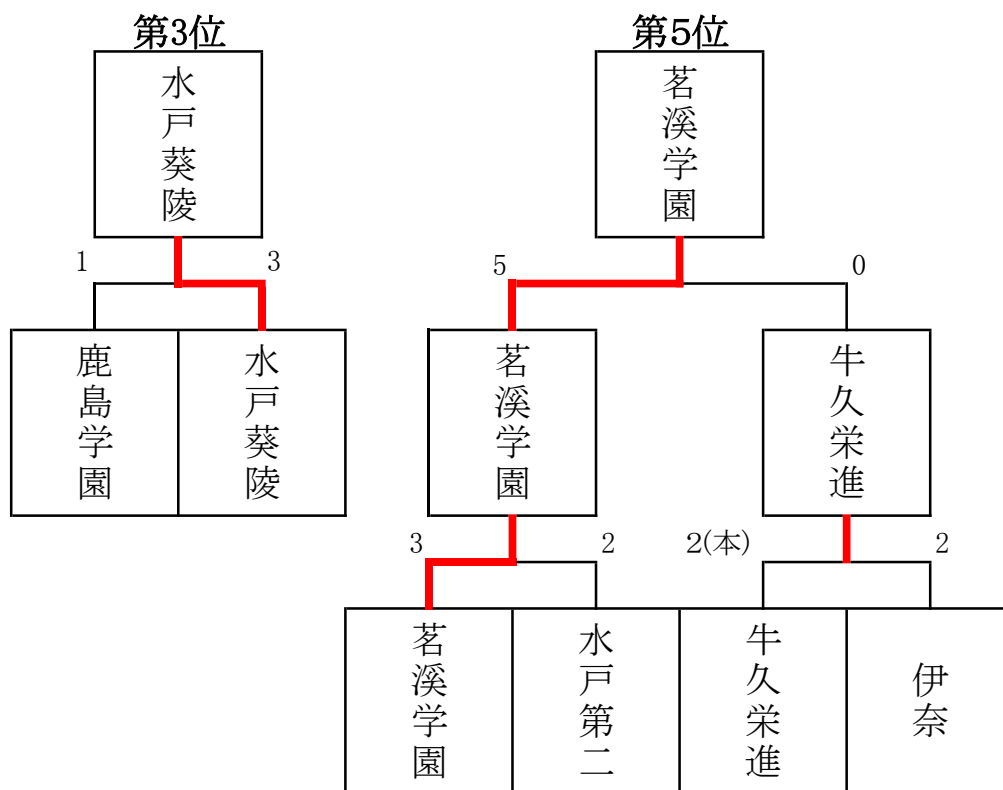 第3位
第5位
水戸葵陵
茗溪学園
1
3
5
0
鹿島学園
水戸葵陵
茗溪学園
牛久栄進
3
2
2(本)
2
茗溪学園
水戸第二
牛久栄進
伊奈